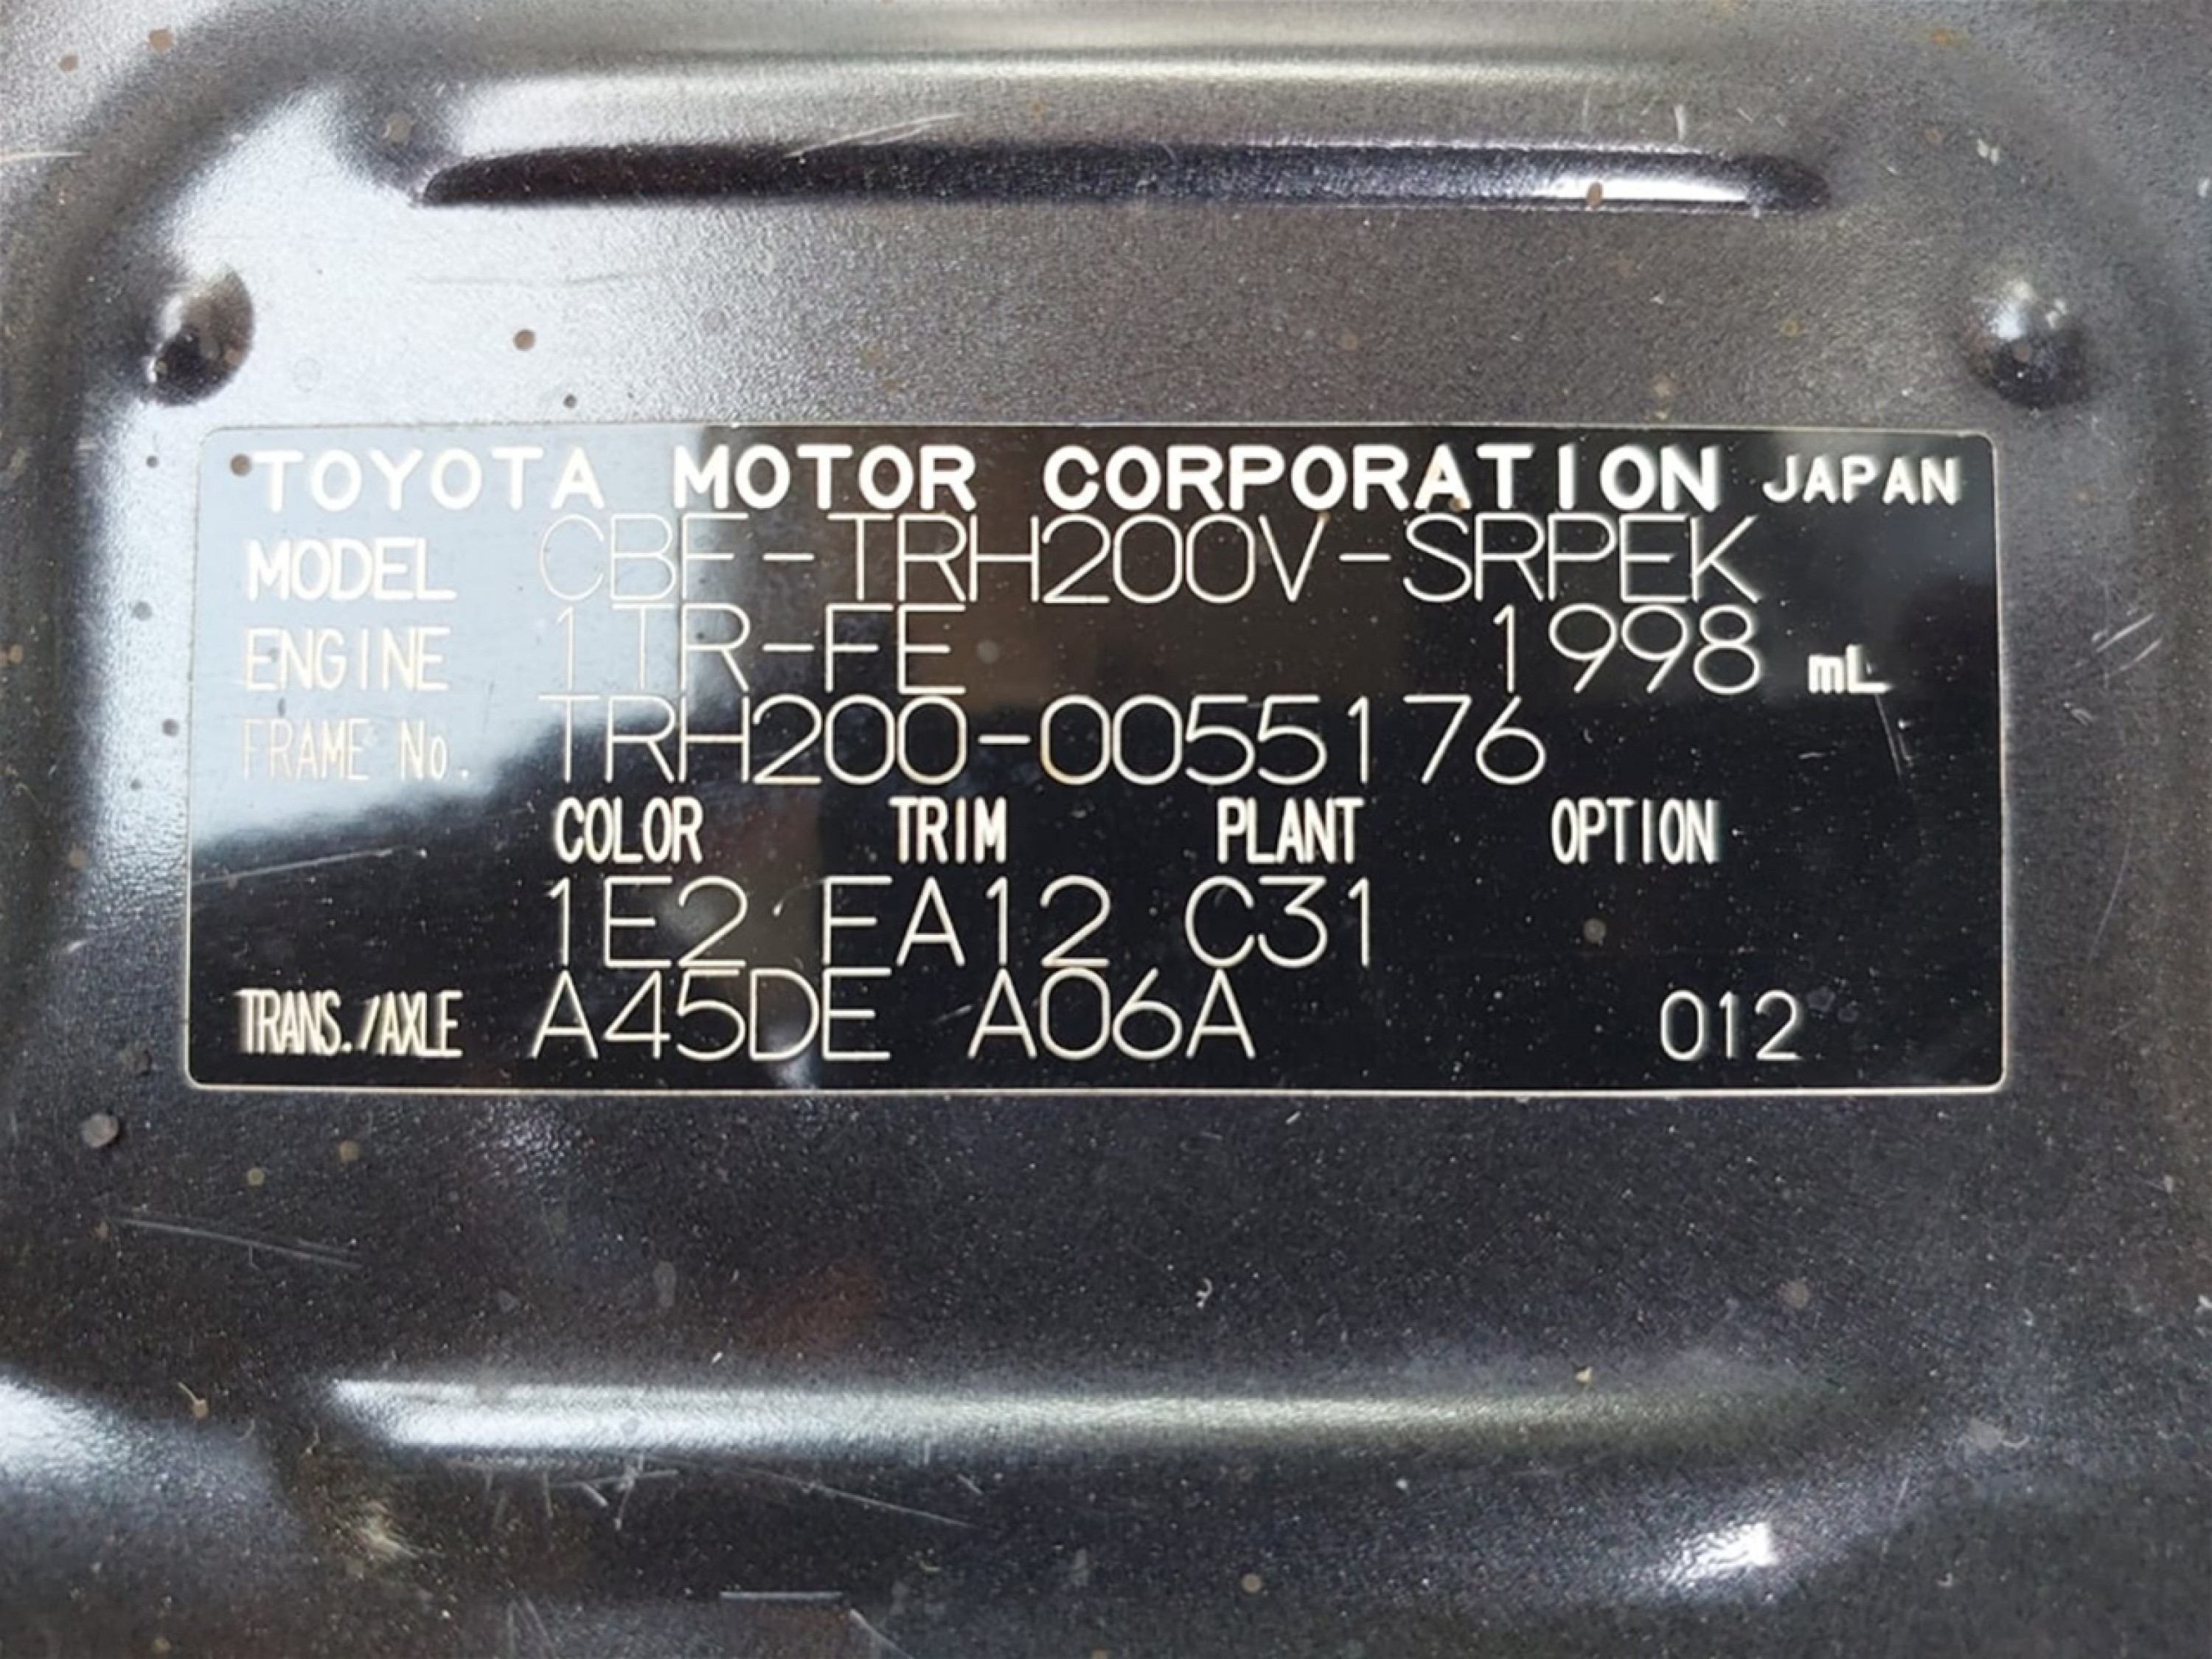 TOYOTA MOTOR CORPORATION JAPAN
MODEL CBF-TRH200V-SRPEK
ENGINE 1TR-FE 1998 mL
FRAME No. TRH200-0055176
COLOR TRIM PLANT OPTION
1E2 FA12 C31
TRANS./AXLE A45DE A06A 012